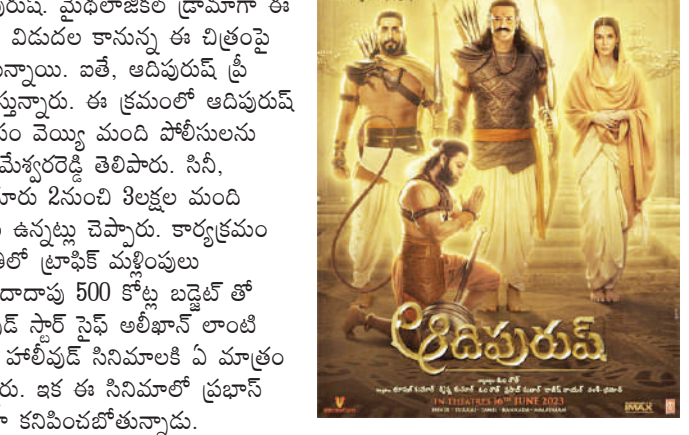 మైథలాజికల్ డ్రామాగా ఈ
విడుదల కానున్న ఈ చిత్రంపై
ఐతే, ఆదిపురుష్ ప్రీ
ఈ క్రమంలో ఆదిపురుష్
వెయ్యి మంది పోలీసులను
తెలిపారు. సినీ,
2నుంచి 3లక్షల మంది
ఉన్నట్లు చెప్పారు. కార్యక్రమం
ట్రాఫిక్ మళ్లింపులు
దాదాపు 500 కోట్ల బడ్జెట్ తో
స్టార్ సైఫ్ అలీఖాన్ లాంటి
హాలీవుడ్ సినిమాలకి ఏ మాత్రం
ఇక ఈ సినిమాలో ప్రభాస్
కనిపించబోతున్నాడు.
ఆదిపురుష్
IN THEATRES 16TH JUNE 2023
IMAX